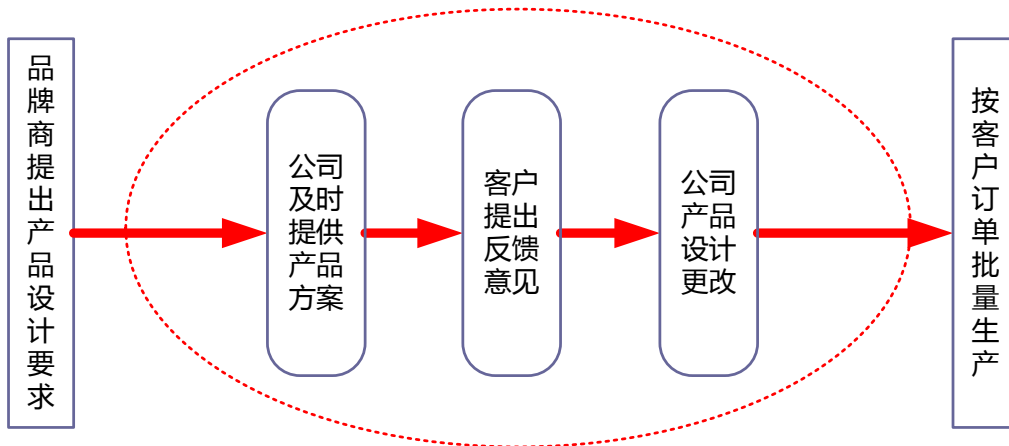 品牌商提出产品设计要求
公司
及时
提供
产品
方案
客户
提出
反馈
意见
公司
产品
设计
更改
按客户订单批量生产